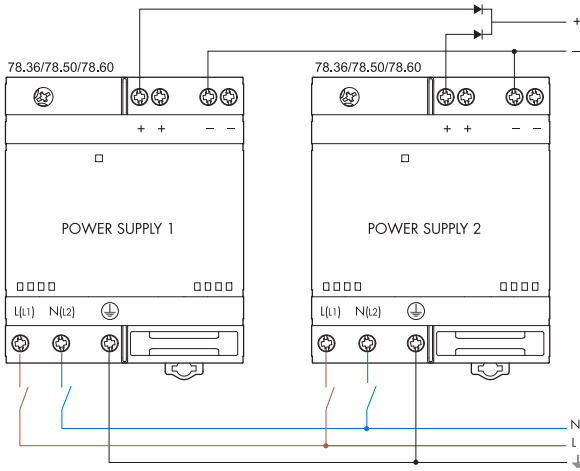 +
−
78.36/78.50/78.60
78.36/78.50/78.60
+ + − −
+ + − −
POWER SUPPLY 1
POWER SUPPLY 2
L(L1) N(L2)
L(L1) N(L2)
N
L